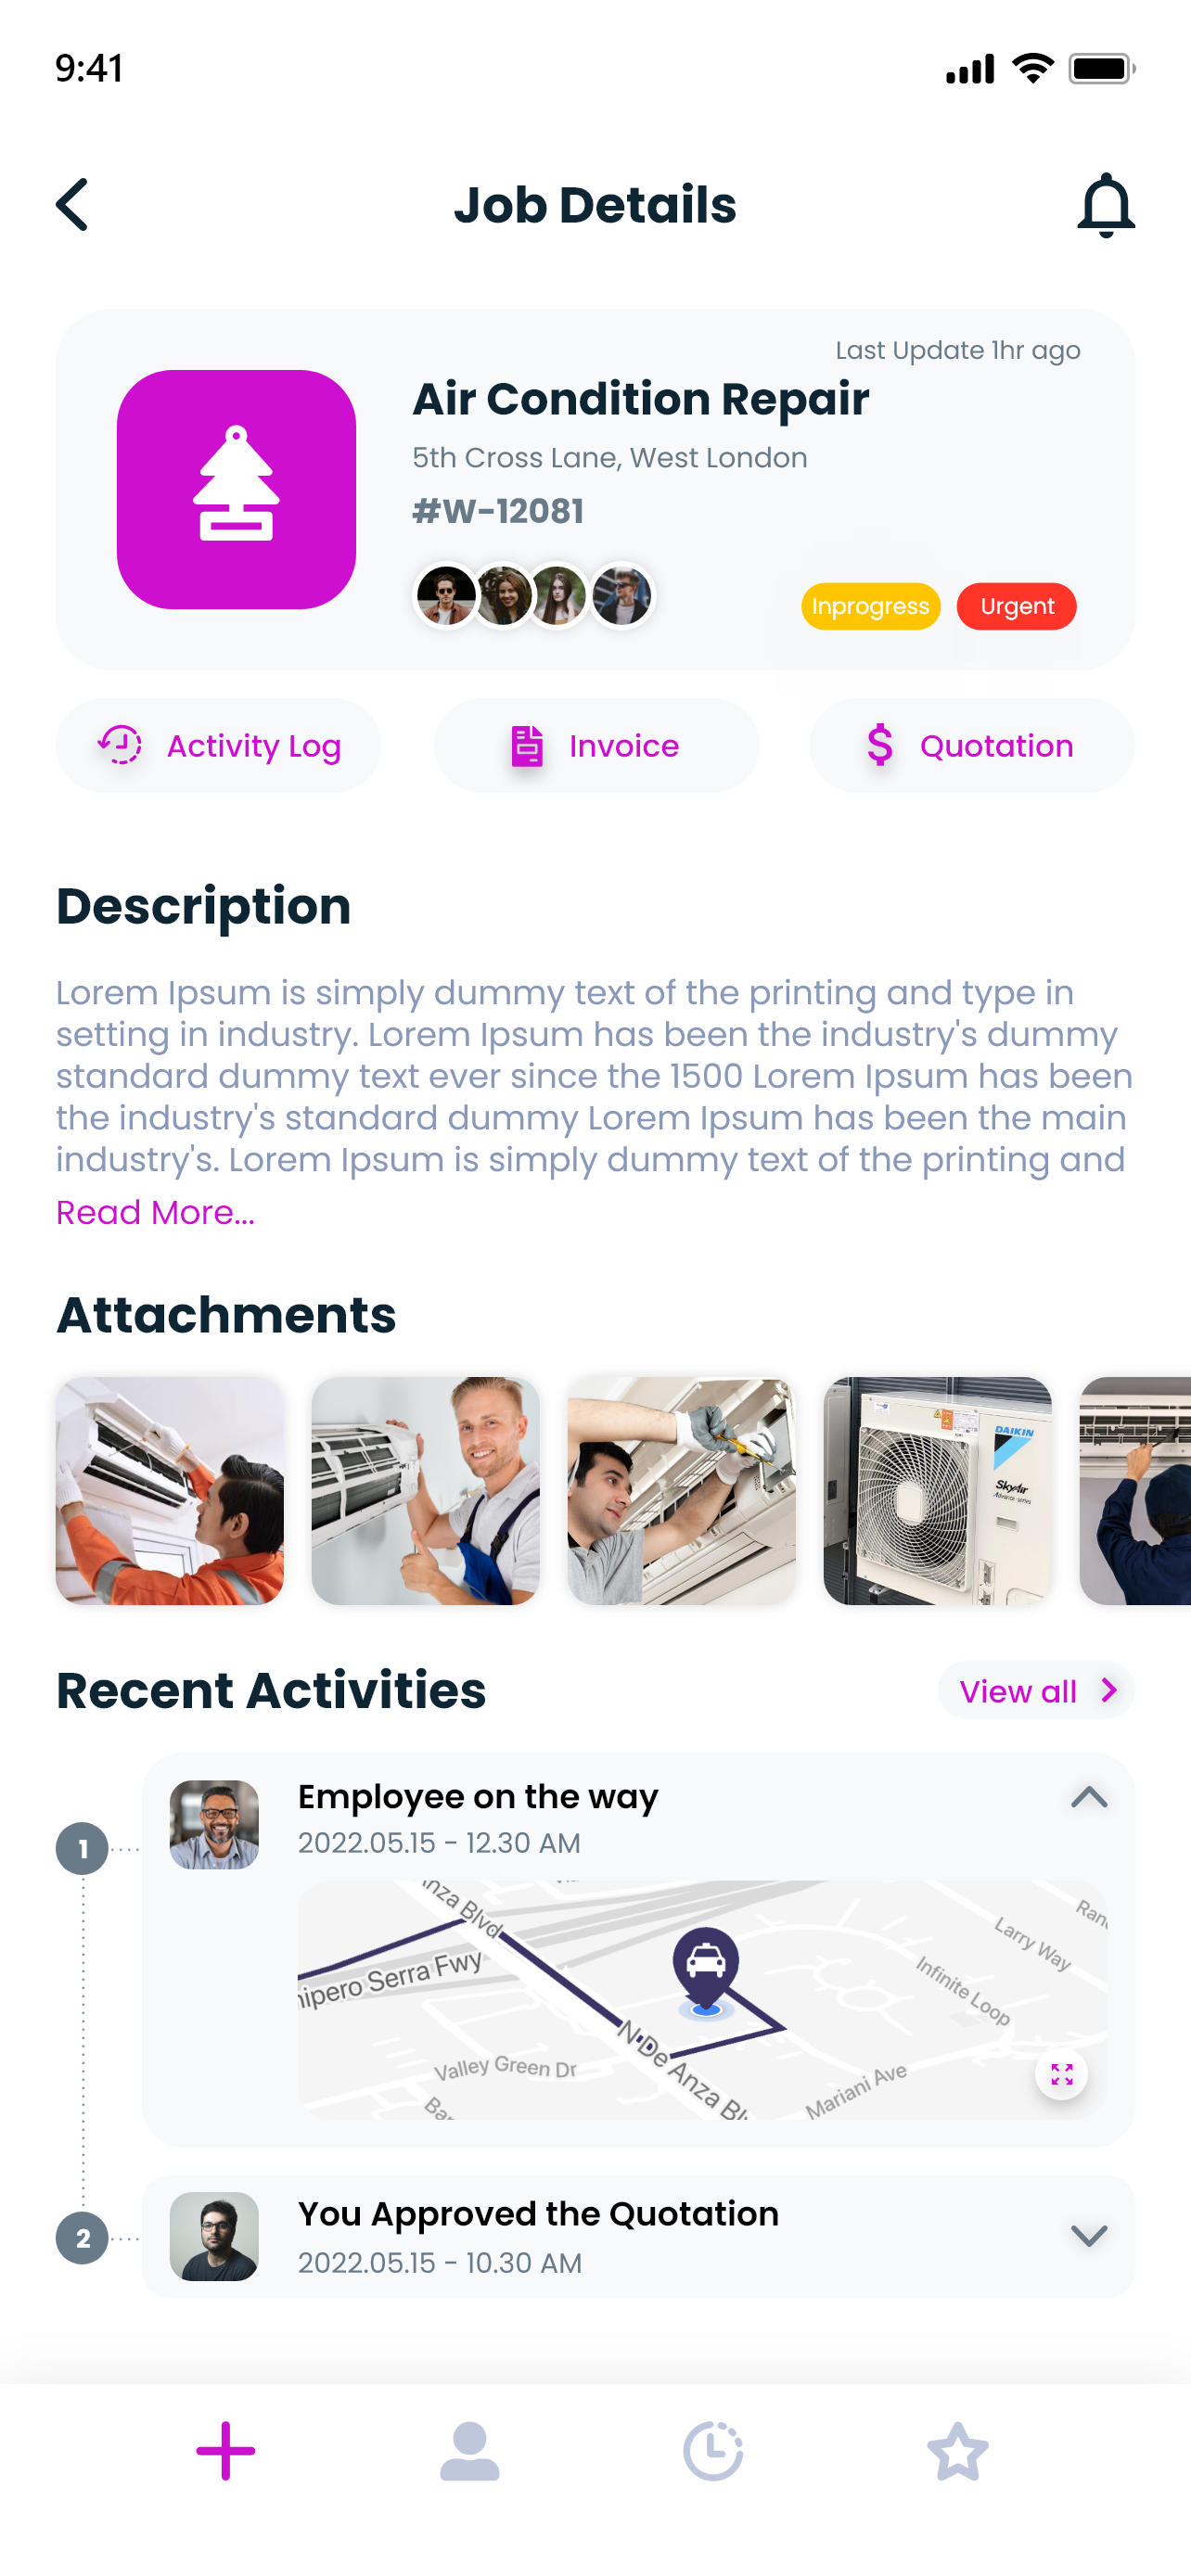 9:41
Job Details
Last Update 1hr ago
Air Condition Repair
5th Cross Lane, West London
#W-12081
Inprogress
Urgent
Activity Log
Invoice
Quotation
Description
Lorem Ipsum is simply dummy text of the printing and type in
setting in industry. Lorem Ipsum has been the industry's dummy
standard dummy text ever since the 1500 Lorem Ipsum has been
the industry's standard dummy Lorem Ipsum has been the main
industry's. Lorem Ipsum is simply dummy text of the printing and
Read More...
Attachments
DAIKIN
SkyAir
Advance-series
Recent Activities
View all
1
Employee on the way
2022.05.15 - 12.30 AM
nza Blvd
nipero Serra Fwy
Larry Way
Infinite Loop
N De Anza Bl
Valley Green Dr
Mariani Ave
2
You Approved the Quotation
2022.05.15 - 10.30 AM